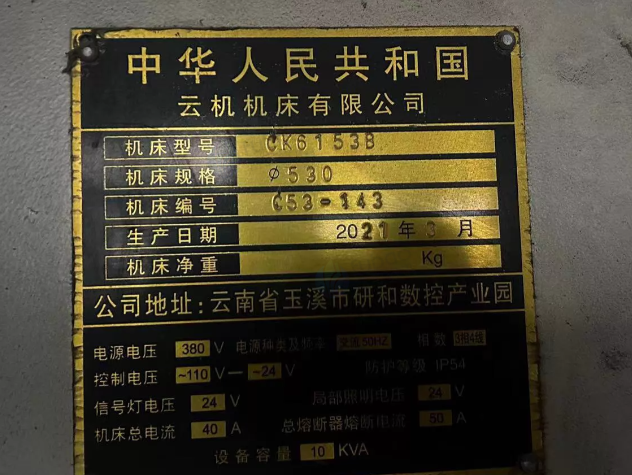 中华人民共和国
云机机床有限公司
机床型号 CK6153B
机床规格 ø530
机床编号 C53-143
生产日期 2021年3月
机床净重 Kg
公司地址:云南省玉溪市研和数控产业园
电源电压 380 V 电源种类及频率 交流50HZ 相数 3相4线
控制电压 ~110 V — ~24 V 防护等级 IP54
信号灯电压 24 V 局部照明电压 24 V
机床总电流 40 A 总熔断器熔断电流 50 A
设备容量 10 KVA